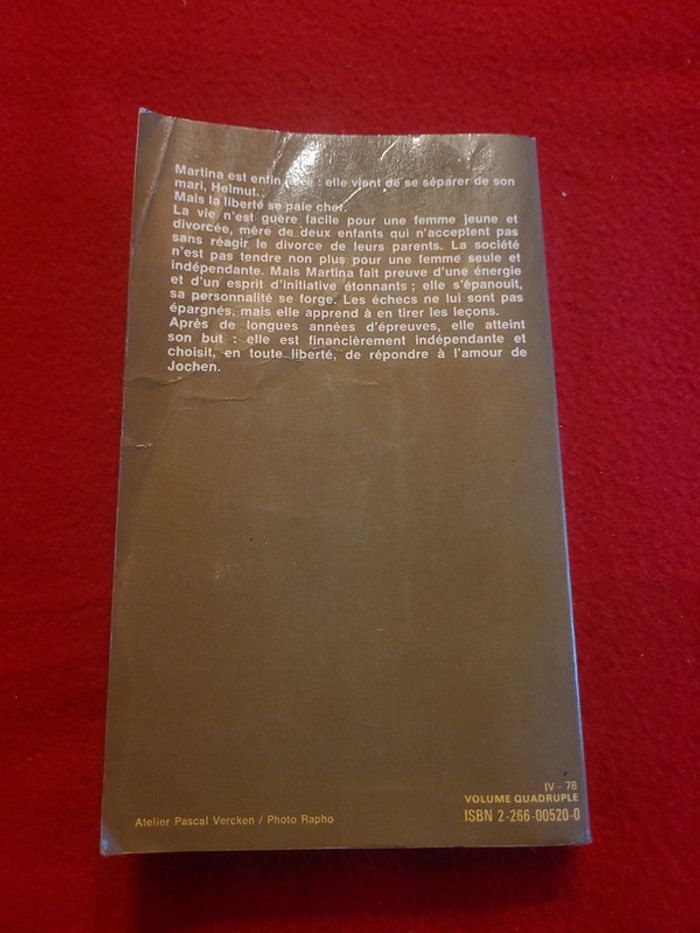 Martina est enfin : elle vient de se séparer de son
mari, Helmut.
Mais la liberté se paie cher.
La vie n'est guère facile pour une femme jeune et
divorcée, mère de deux enfants qui n'acceptent pas
sans réagir le divorce de leurs parents. La société
n'est pas tendre non plus pour une femme seule et
indépendante. Mais Martina fait preuve d'une énergie
et d'un esprit d'initiative étonnants ; elle s'épanouit,
sa personnalité se forge. Les échecs ne lui sont pas
épargnés, mais elle apprend à en tirer les leçons.
Après de longues années d'épreuves, elle atteint
son but : elle est financièrement indépendante et
choisit, en toute liberté, de répondre à l'amour de
Jochen.
IV - 78
VOLUME QUADRUPLE
Atelier Pascal Vercken / Photo Rapho
ISBN 2-266-00520-0